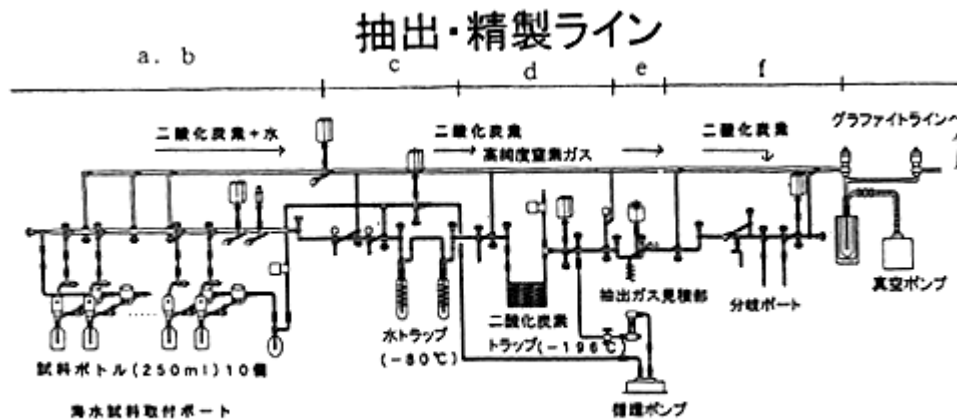 抽出・精製ライン
a. b
c
d
e
f
二酸化炭素+水
二酸化炭素
高純度窒素ガス
二酸化炭素
グラファイトラインへ
真空ポンプ
抽出ガス見積部
分岐ポート
水トラップ
(-80℃)
二酸化炭素
トラップ(-196℃)
試料ボトル(250ml)10個
循環ポンプ
海水試料取付ポート